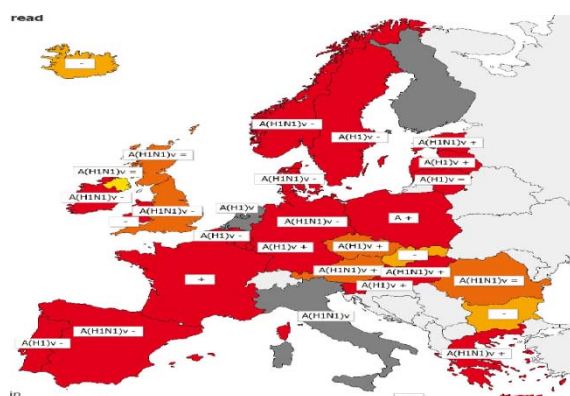 read
-
A(H1N1)v -
A(H1)v -
A(H1N1)v +
A(H1N1)v =
A(H1)v +
A(H1N1)v =
A(H1N1)v -
A(H1)v =
A(H1N1)v -
A(H1)v
A(H1N1)v -
-
A(H1N1)v -
A +
A(H1)v -
A(H1)v +
A(H1)v +
-
+
A(H1N1)v +
A(H1N1)v +
A(H1N1)v =
A(H1)v +
-
A(H1N1)v
A(H1N1)v -
A(H1)v -
A(H1N1)v +
in